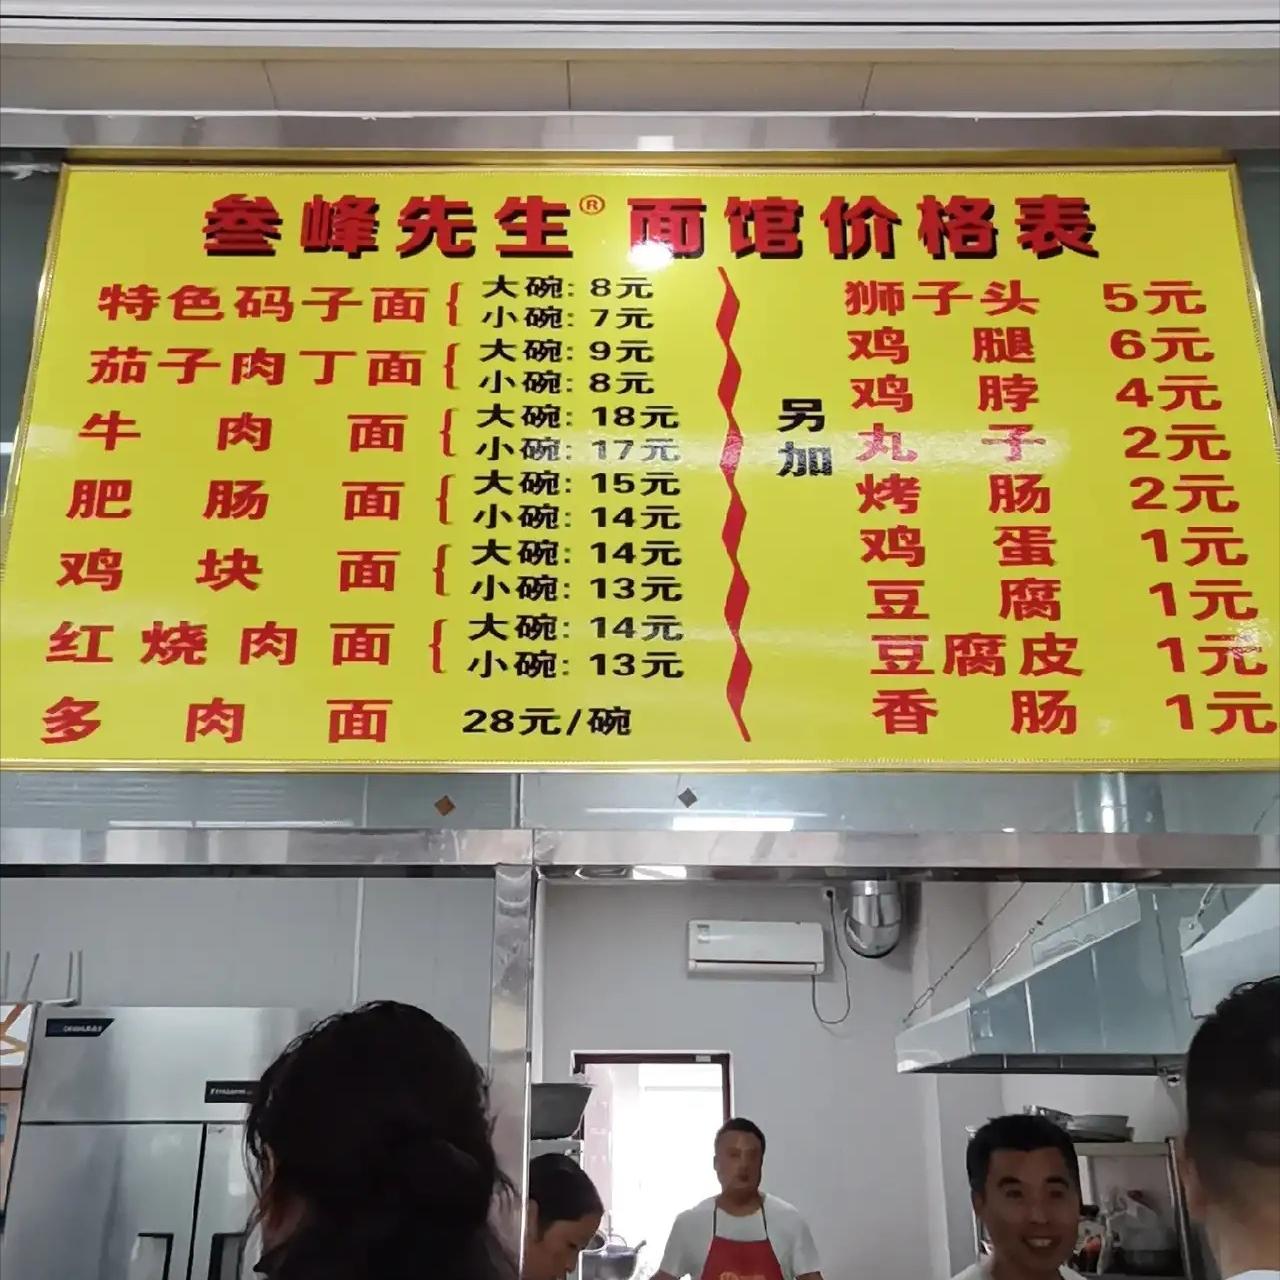 叁峰先生® 面馆价格表
特色码子面 { 大碗: 8元
小碗: 7元
茄子肉丁面 { 大碗: 9元
小碗: 8元
牛肉面 { 大碗: 18元
小碗: 17元
肥肠面 { 大碗: 15元
小碗: 14元
鸡块面 { 大碗: 14元
小碗: 13元
红烧肉面 { 大碗: 14元
小碗: 13元
多肉面 28元/碗
另加
狮子头 5元
鸡腿 6元
鸡脖 4元
丸子 2元
烤肠 2元
鸡蛋 1元
豆腐 1元
豆腐皮 1元
香肠 1元